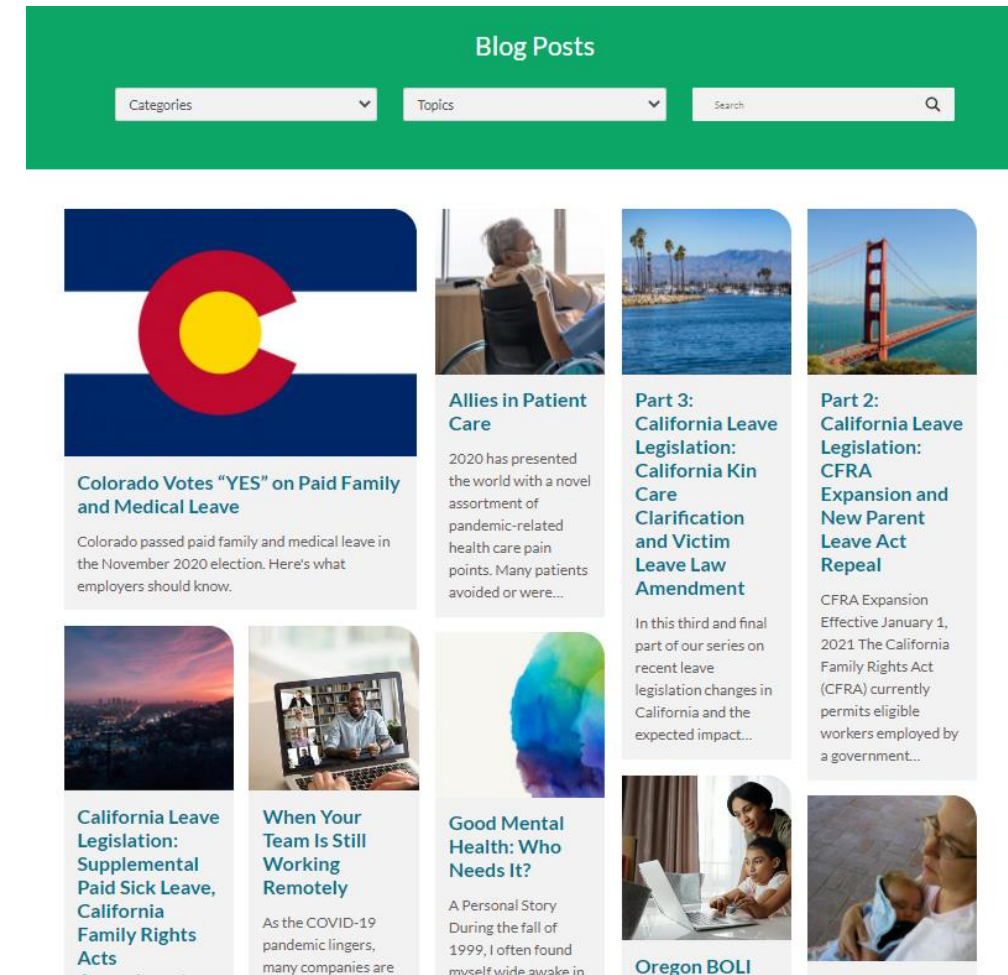 Blog Posts
Categories
Topics
Search
Colorado Votes “YES” on Paid Family
and Medical Leave
Colorado passed paid family and medical leave in
the November 2020 election. Here's what
employers should know.
Allies in Patient
Care
2020 has presented
the world with a novel
assortment of
pandemic-related
health care pain
points. Many patients
avoided or were...
Part 3:
California Leave
Legislation:
California Kin
Care
Clarification
and Victim
Leave Law
Amendment
In this third and final
part of our series on
recent leave
legislation changes in
California and the
expected impact...
Part 2:
California Leave
Legislation:
CFRA
Expansion and
New Parent
Leave Act
Repeal
CFRA Expansion
Effective January 1,
2021 The California
Family Rights Act
(CFRA) currently
permits eligible
workers employed by
a government...
California Leave
Legislation:
Supplemental
Paid Sick Leave,
California
Family Rights
Acts
When Your
Team Is Still
Working
Remotely
As the COVID-19
pandemic lingers,
many companies are
Good Mental
Health: Who
Needs It?
A Personal Story
During the fall of
1999, I often found
myself wide awake in
Oregon BOLI